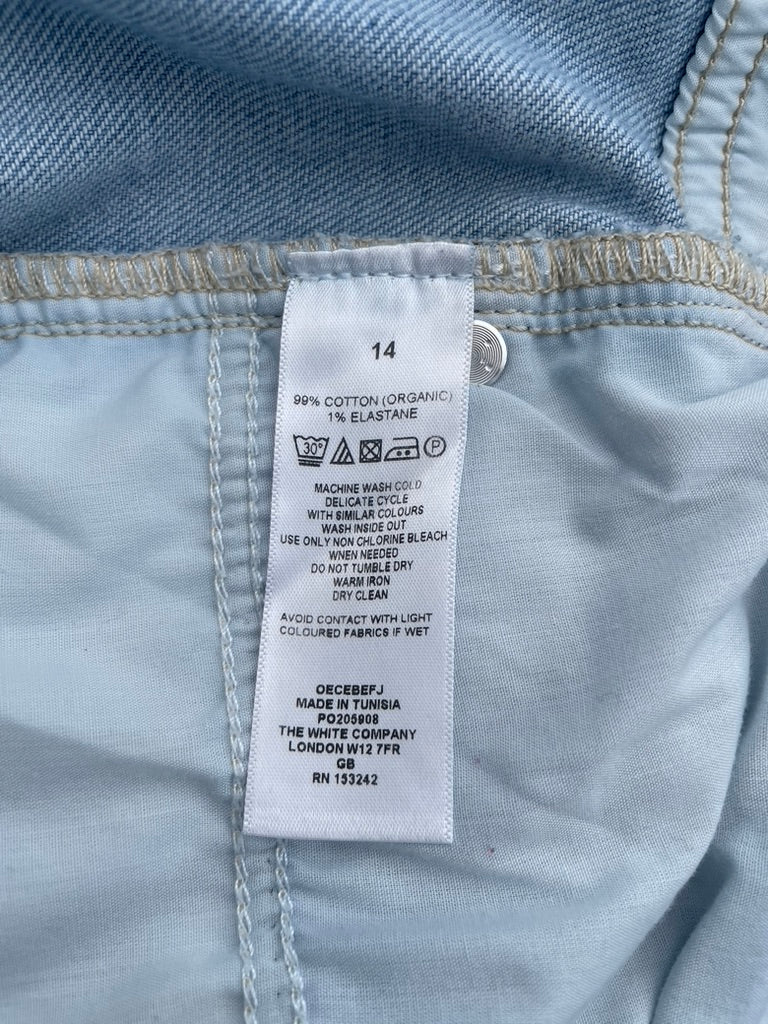 14
99% COTTON (ORGANIC)
1% ELASTANE
30° P
MACHINE WASH COLD
DELICATE CYCLE
WITH SIMILAR COLOURS
WASH INSIDE OUT
USE ONLY NON CHLORINE BLEACH
WNEN NEEDED
DO NOT TUMBLE DRY
WARM IRON
DRY CLEAN
AVOID CONTACT WITH LIGHT
COLOURED FABRICS IF WET
OECEBEFJ
MADE IN TUNISIA
PO205908
THE WHITE COMPANY
LONDON W12 7FR
GB
RN 153242